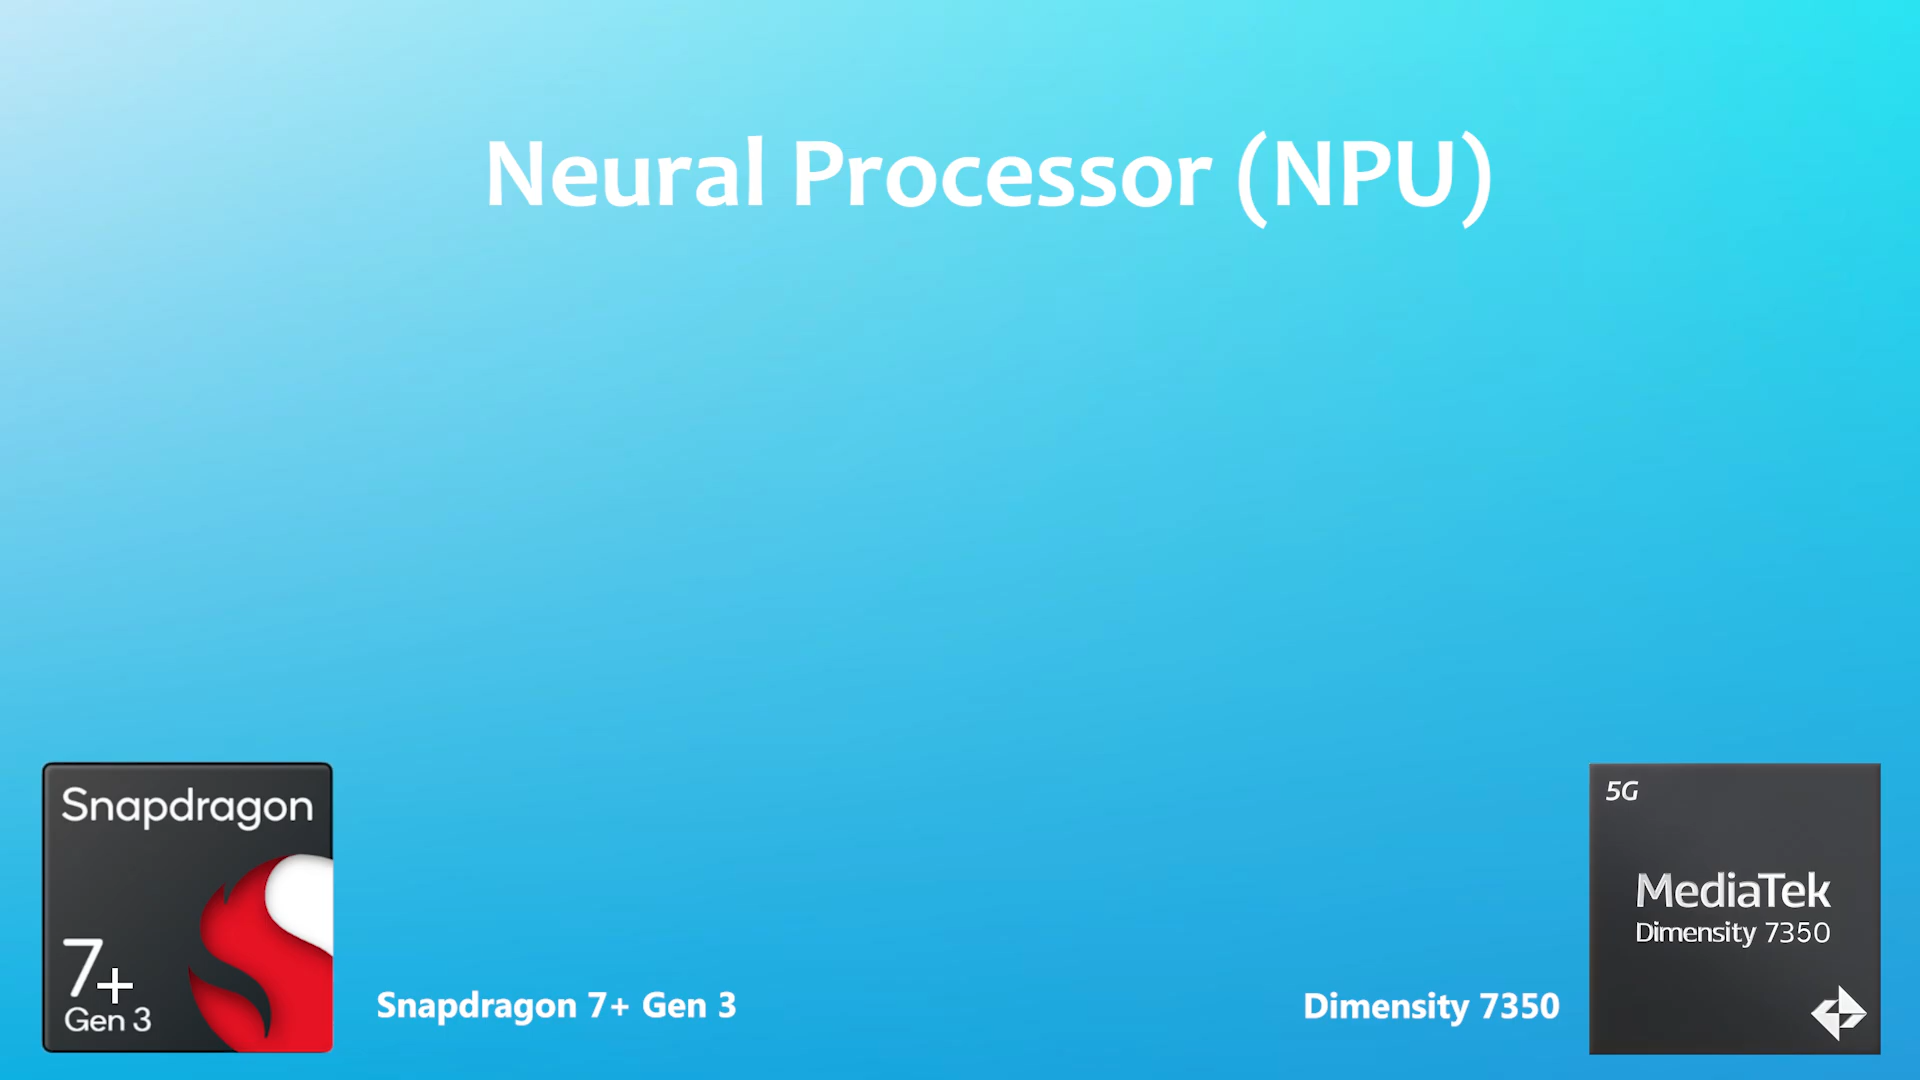 Neural Processor (NPU)
Snapdragon
7+
Gen 3
Snapdragon 7+ Gen 3
Dimensity 7350
5G
MediaTek
Dimensity 7350